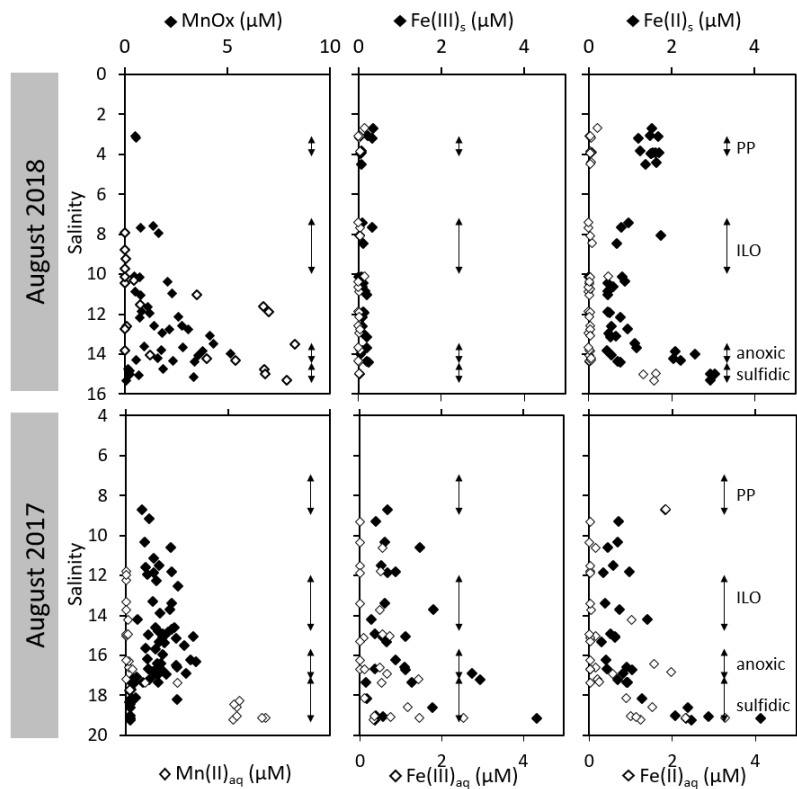 ◆ MnOx (µM) ◆ Fe(III)s (µM) ◆ Fe(II)s (µM)
0 5 10 0 2 4 0 2 4
August 2018
Salinity
0
2
4
6
8
10
12
14
16
PP
ILO
anoxic
sulfidic
August 2017
Salinity
4
6
8
10
12
14
16
18
20
PP
ILO
anoxic
sulfidic
0 2 4 0 2 4
◇ Mn(II)aq (µM) ◇ Fe(III)aq (µM) ◇ Fe(II)aq (µM)